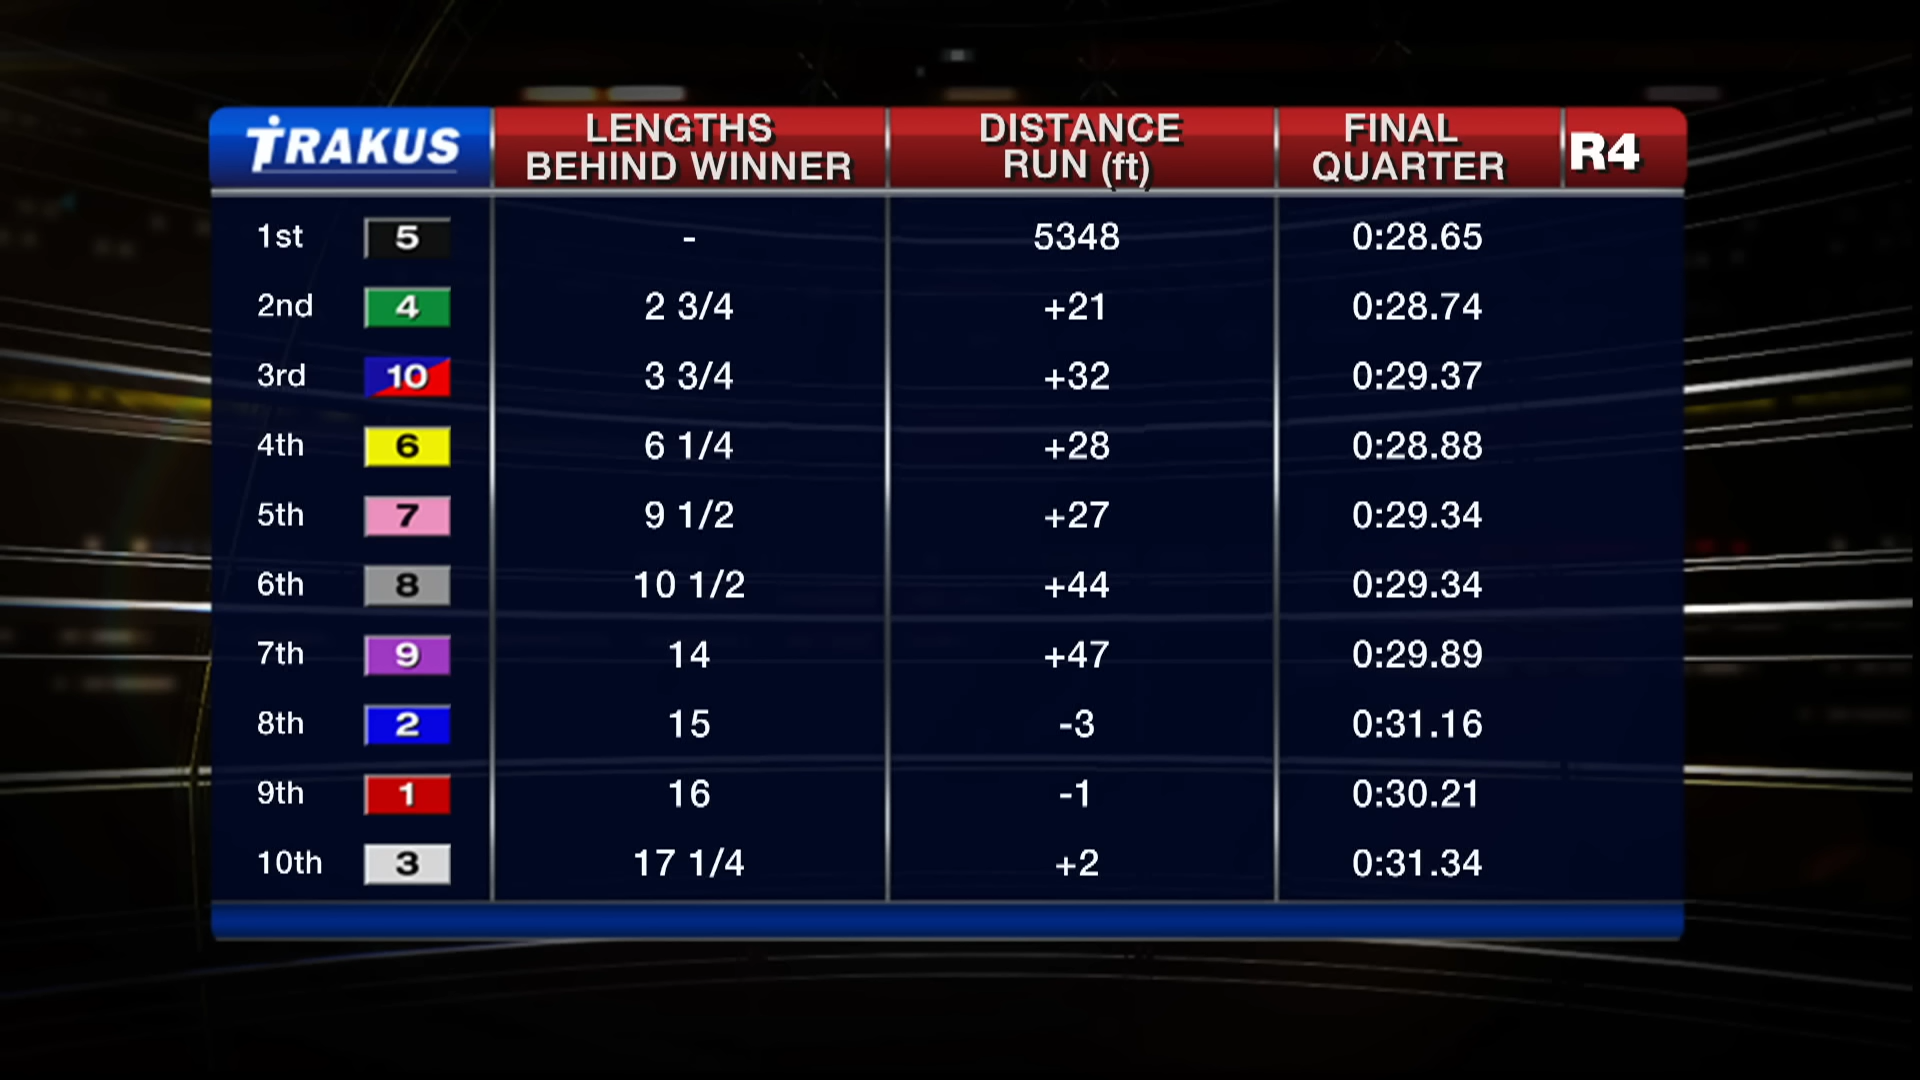 TRAKUS
LENGTHS BEHIND WINNER
DISTANCE RUN (ft)
FINAL QUARTER
R4
1st 5 - 5348 0:28.65
2nd 4 2 3/4 +21 0:28.74
3rd 10 3 3/4 +32 0:29.37
4th 6 6 1/4 +28 0:28.88
5th 7 9 1/2 +27 0:29.34
6th 8 10 1/2 +44 0:29.34
7th 9 14 +47 0:29.89
8th 2 15 -3 0:31.16
9th 1 16 -1 0:30.21
10th 3 17 1/4 +2 0:31.34